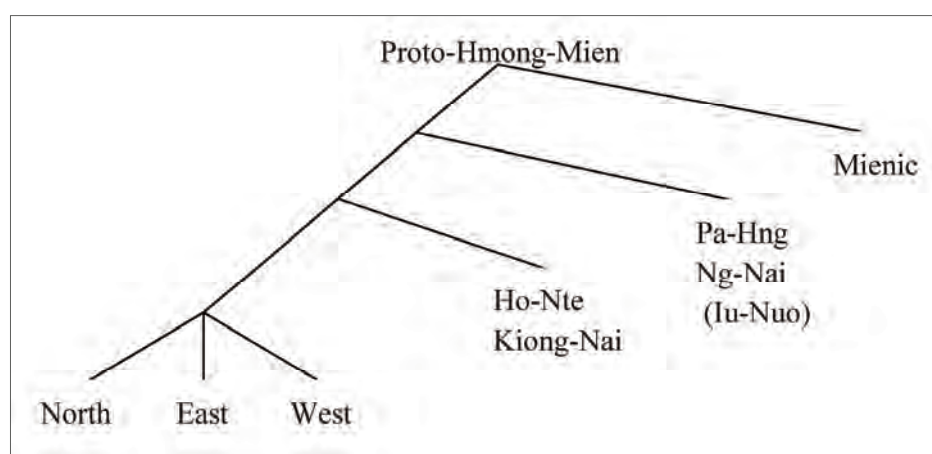 Proto-Hmong-Mien
Mienic
Pa-Hng
Ng-Nai
(Iu-Nuo)
Ho-Nte
Kiong-Nai
North East West